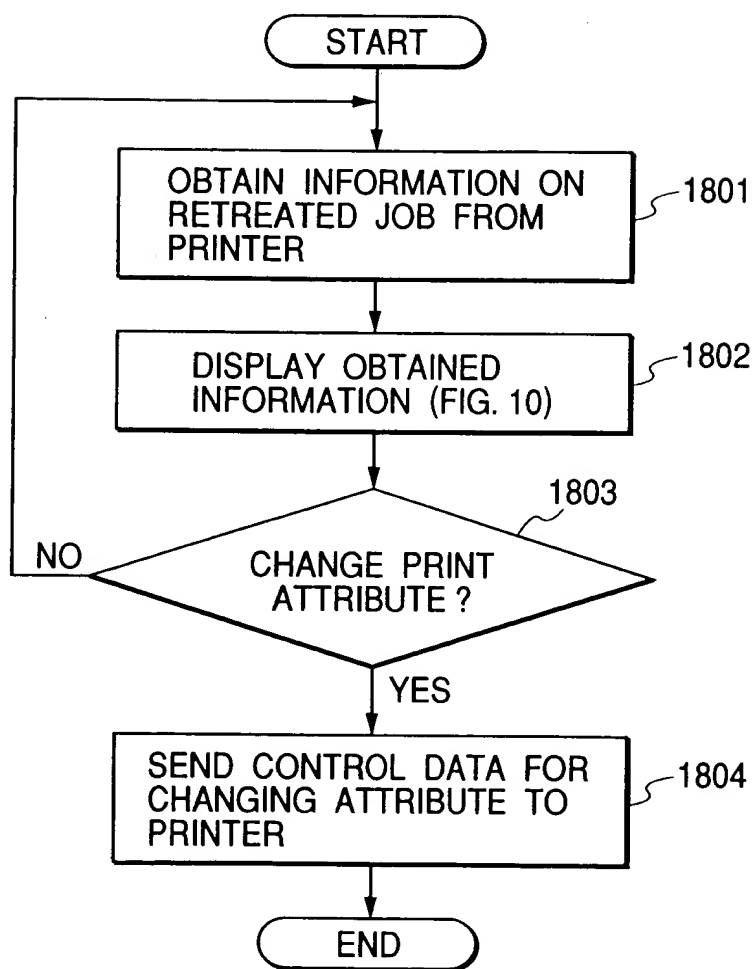 START
OBTAIN INFORMATION ON
RETREATED JOB FROM
PRINTER
1801
DISPLAY OBTAINED
INFORMATION (FIG. 10)
1802
1803
NO
CHANGE PRINT
ATTRIBUTE ?
YES
SEND CONTROL DATA FOR
CHANGING ATTRIBUTE TO
PRINTER
1804
END